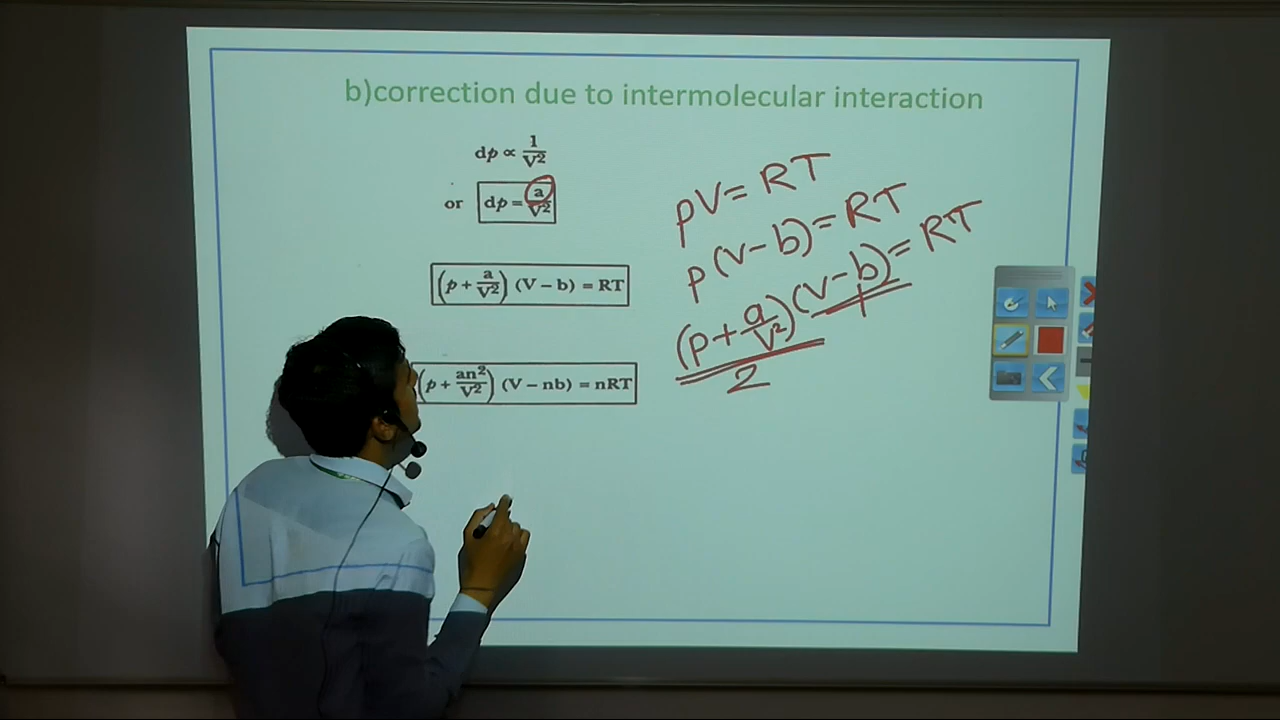 b)correction due to intermolecular interaction
dp ∝ 1/V²
or dp = a/V²
(p + a/V²) (V – b) = RT
(p + an²/V²) (V – nb) = nRT
PV = RT
P(V-b) = RT
(P + a/V²)(V-b) = RT
1
2